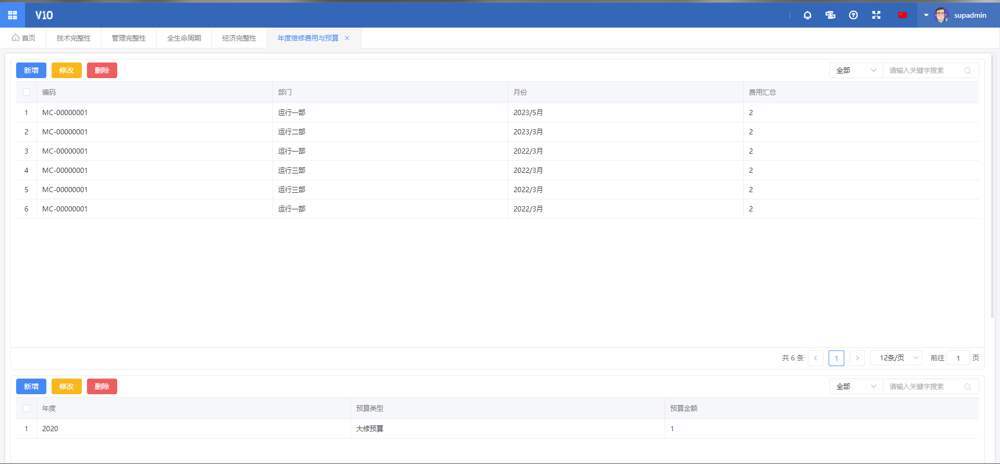 V10 supadmin
首页 技术完整性 管理完整性 全生命周期 经济完整性 年度维修费用与预算
新增 修改 删除 全部 请输入关键字搜索
编码 部门 月份 费用汇总
1 MC-00000001 运行一部 2023/5月 2
2 MC-00000001 运行二部 2023/3月 2
3 MC-00000001 运行一部 2022/3月 2
4 MC-00000001 运行三部 2022/3月 2
5 MC-00000001 运行三部 2022/3月 2
6 MC-00000001 运行一部 2022/3月 2
共 6 条 1 12条/页 前往 1 页
新增 修改 删除 全部 请输入关键字搜索
年度 预算类型 预算金额
1 2020 大修预算 1